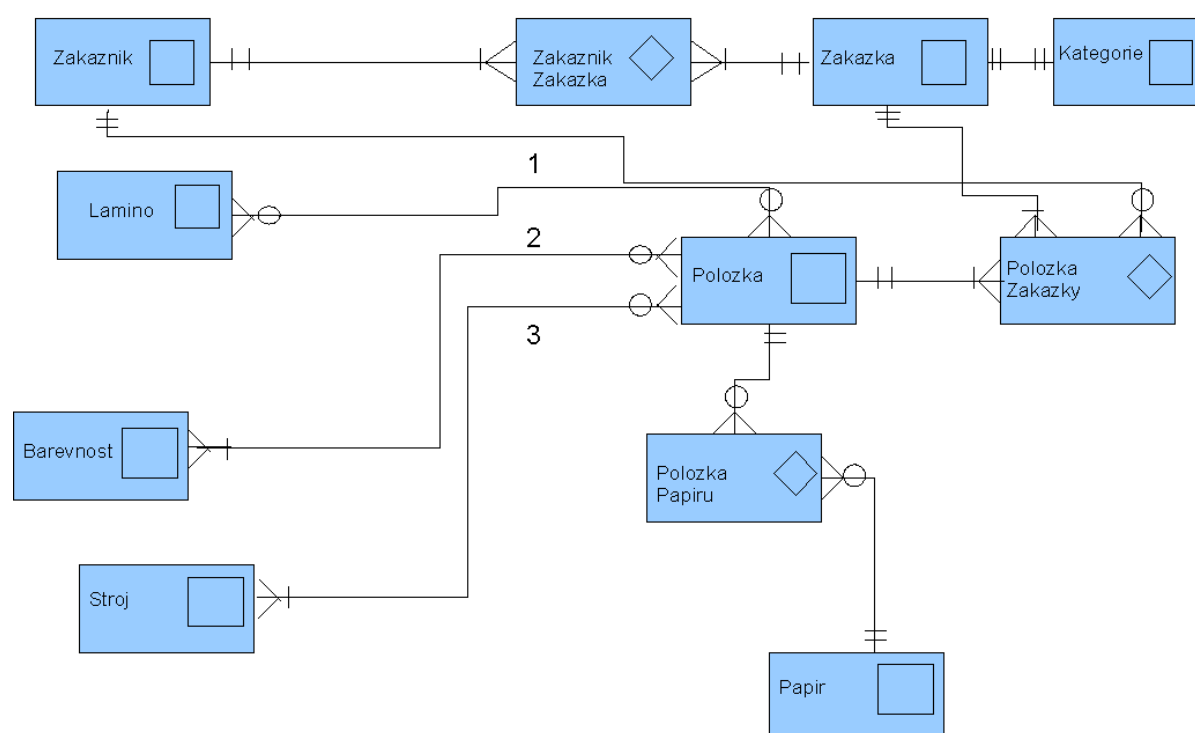 Zakaznik
Zakaznik
Zakazka
Zakazka
Kategorie
1
Lamino
2
Polozka
Polozka
Zakazky
3
Barevnost
Polozka
Papiru
Stroj
Papir